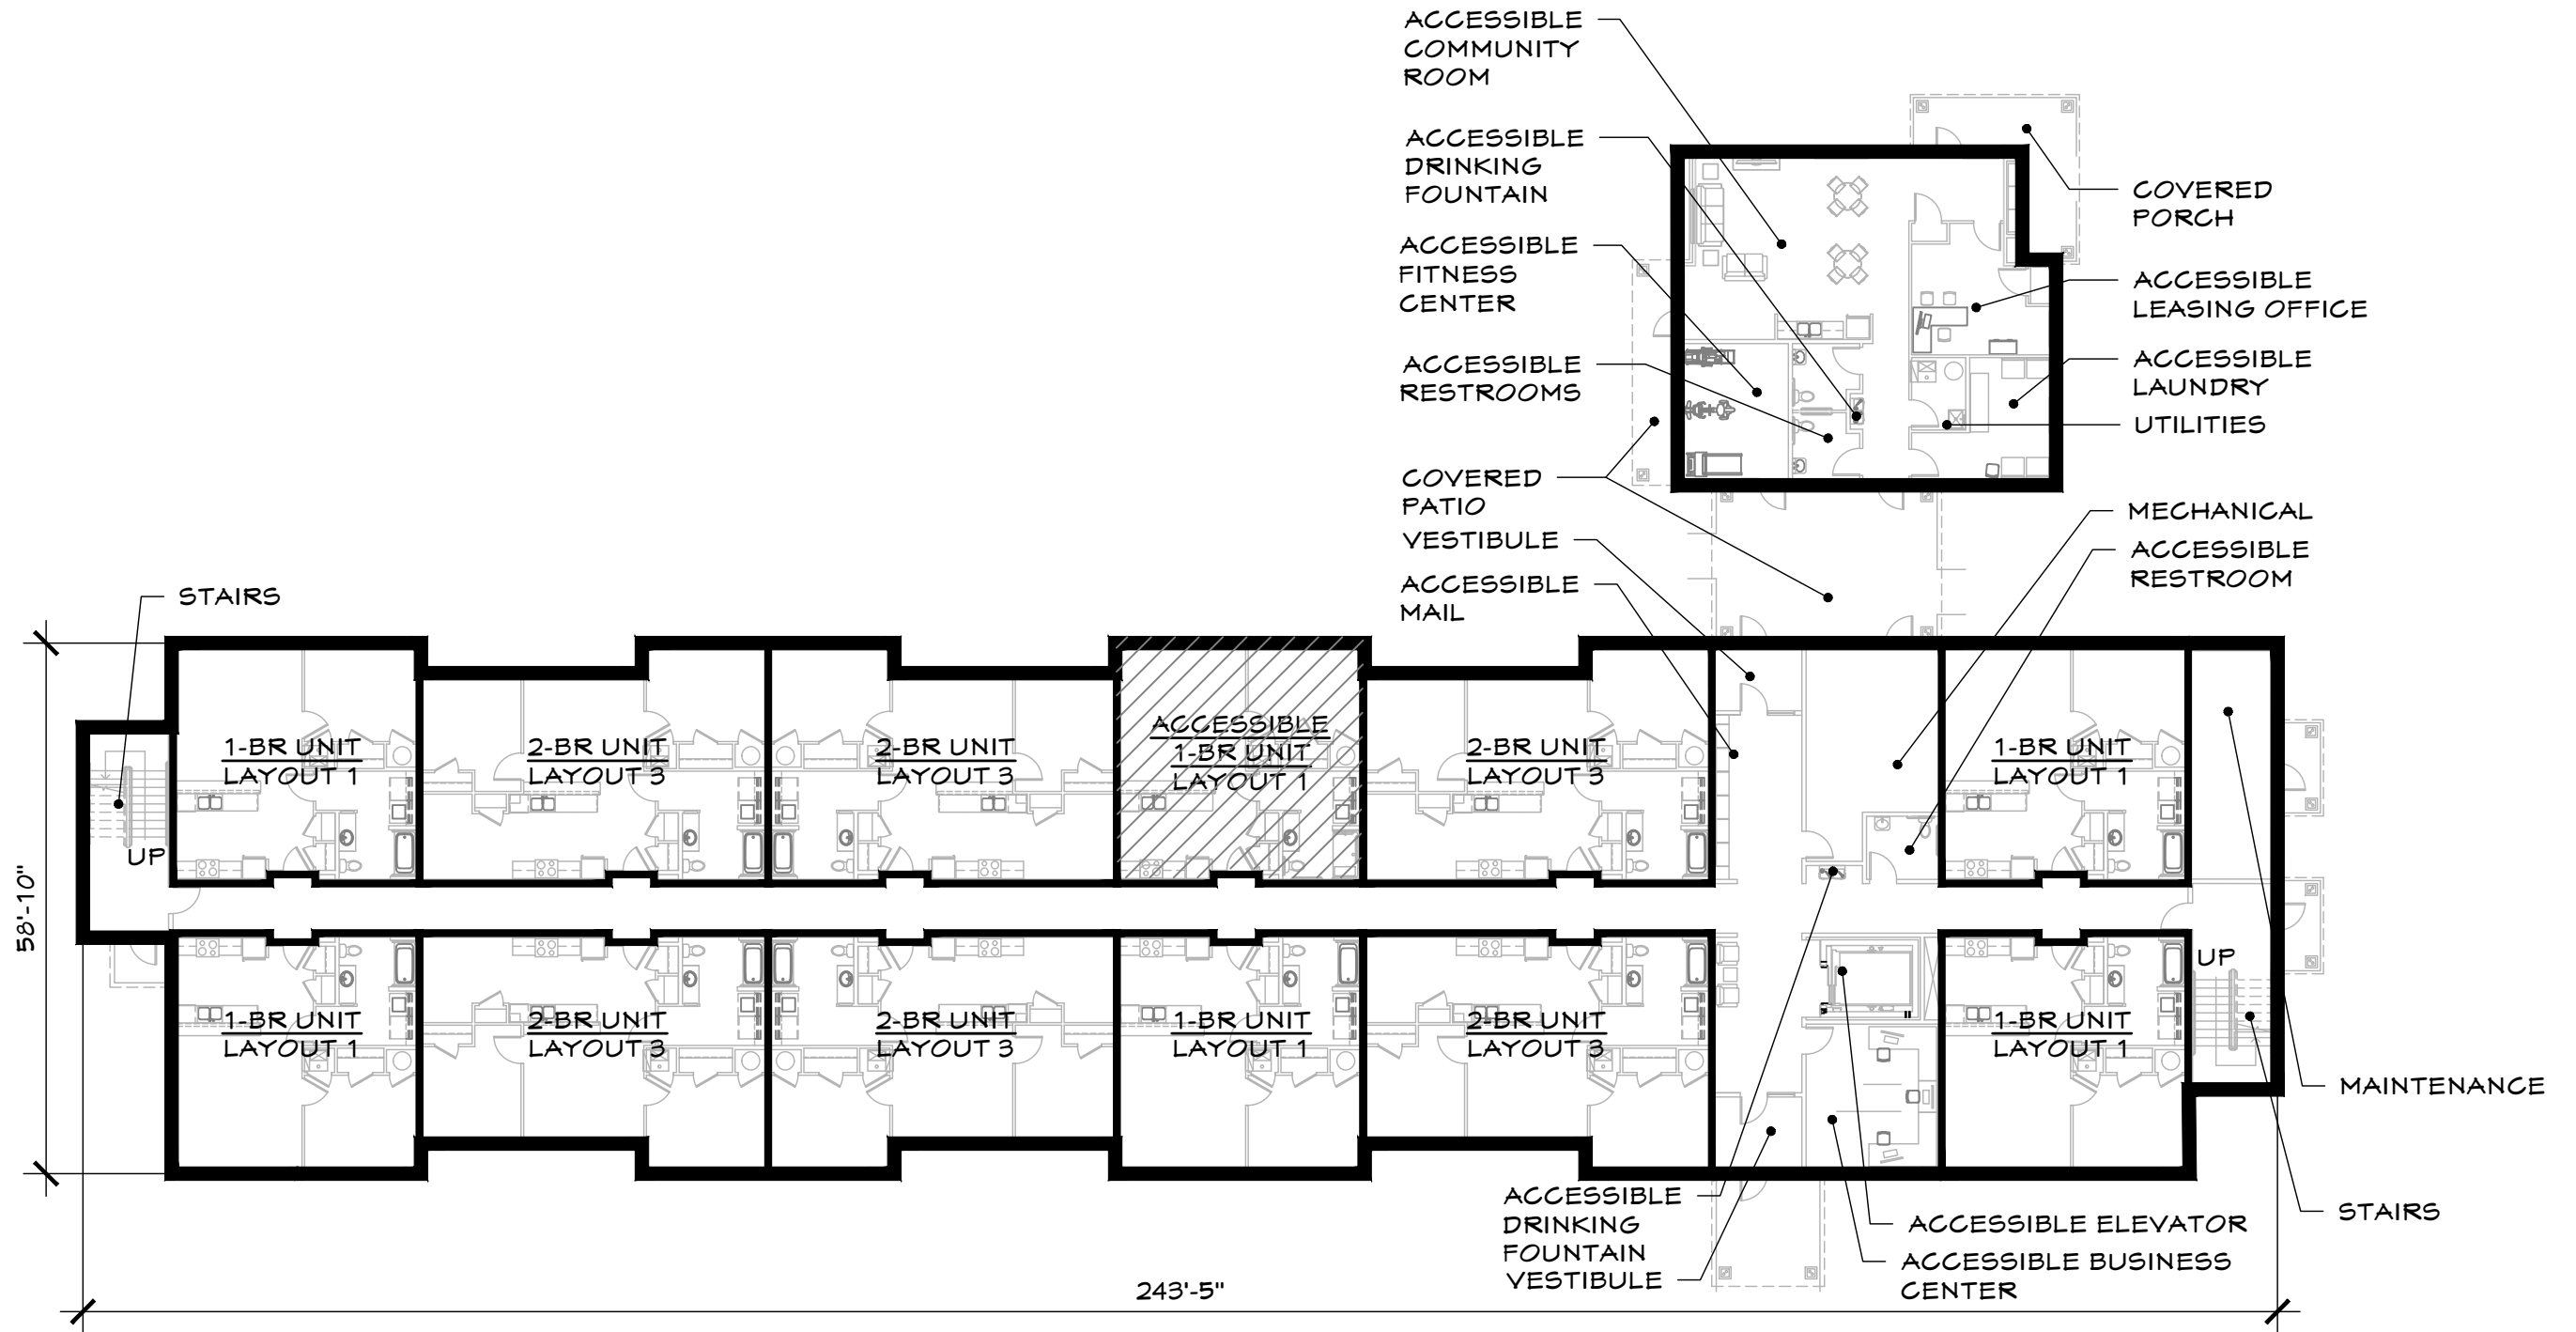 ACCESSIBLE
COMMUNITY
ROOM
ACCESSIBLE
DRINKING
FOUNTAIN
ACCESSIBLE
FITNESS
CENTER
ACCESSIBLE
RESTROOMS
COVERED
PATIO
VESTIBULE
ACCESSIBLE
MAIL
COVERED
PORCH
ACCESSIBLE
LEASING OFFICE
ACCESSIBLE
LAUNDRY
UTILITIES
MECHANICAL
ACCESSIBLE
RESTROOM
STAIRS
1-BR UNIT
LAYOUT 1
2-BR UNIT
LAYOUT 3
2-BR UNIT
LAYOUT 3
ACCESSIBLE
1-BR UNIT
LAYOUT 1
2-BR UNIT
LAYOUT 3
1-BR UNIT
LAYOUT 1
UP
58'-10"
UP
1-BR UNIT
LAYOUT 1
2-BR UNIT
LAYOUT 3
2-BR UNIT
LAYOUT 3
1-BR UNIT
LAYOUT 1
2-BR UNIT
LAYOUT 3
1-BR UNIT
LAYOUT 1
MAINTENANCE
STAIRS
ACCESSIBLE
DRINKING
FOUNTAIN
VESTIBULE
ACCESSIBLE ELEVATOR
ACCESSIBLE BUSINESS
CENTER
243'-5"